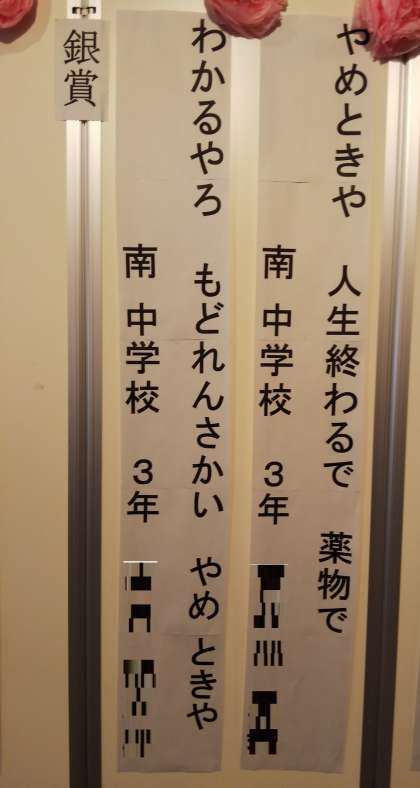 やめときや 人生終わるで 薬物で
南 中学校 3年
わかるやろ もどれんさかい やめときや
南 中学校 3年
銀賞